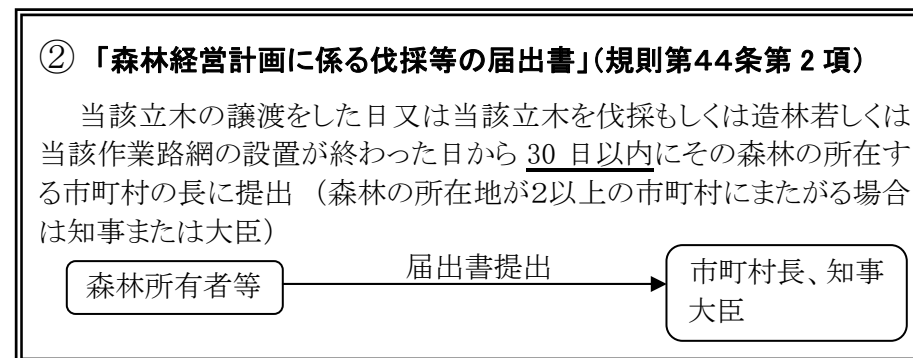 ② 「森林経営計画に係る伐採等の届出書」（規則第４４条第２項）
当該立木の譲渡をした日又は当該立木を伐採もしくは造林若しくは
当該作業路網の設置が終わった日から 30 日以内にその森林の所在す
る市町村の長に提出 （森林の所在地が２以上の市町村にまたがる場合
は知事または大臣）
届出書提出
森林所有者等
市町村長、知事
大臣